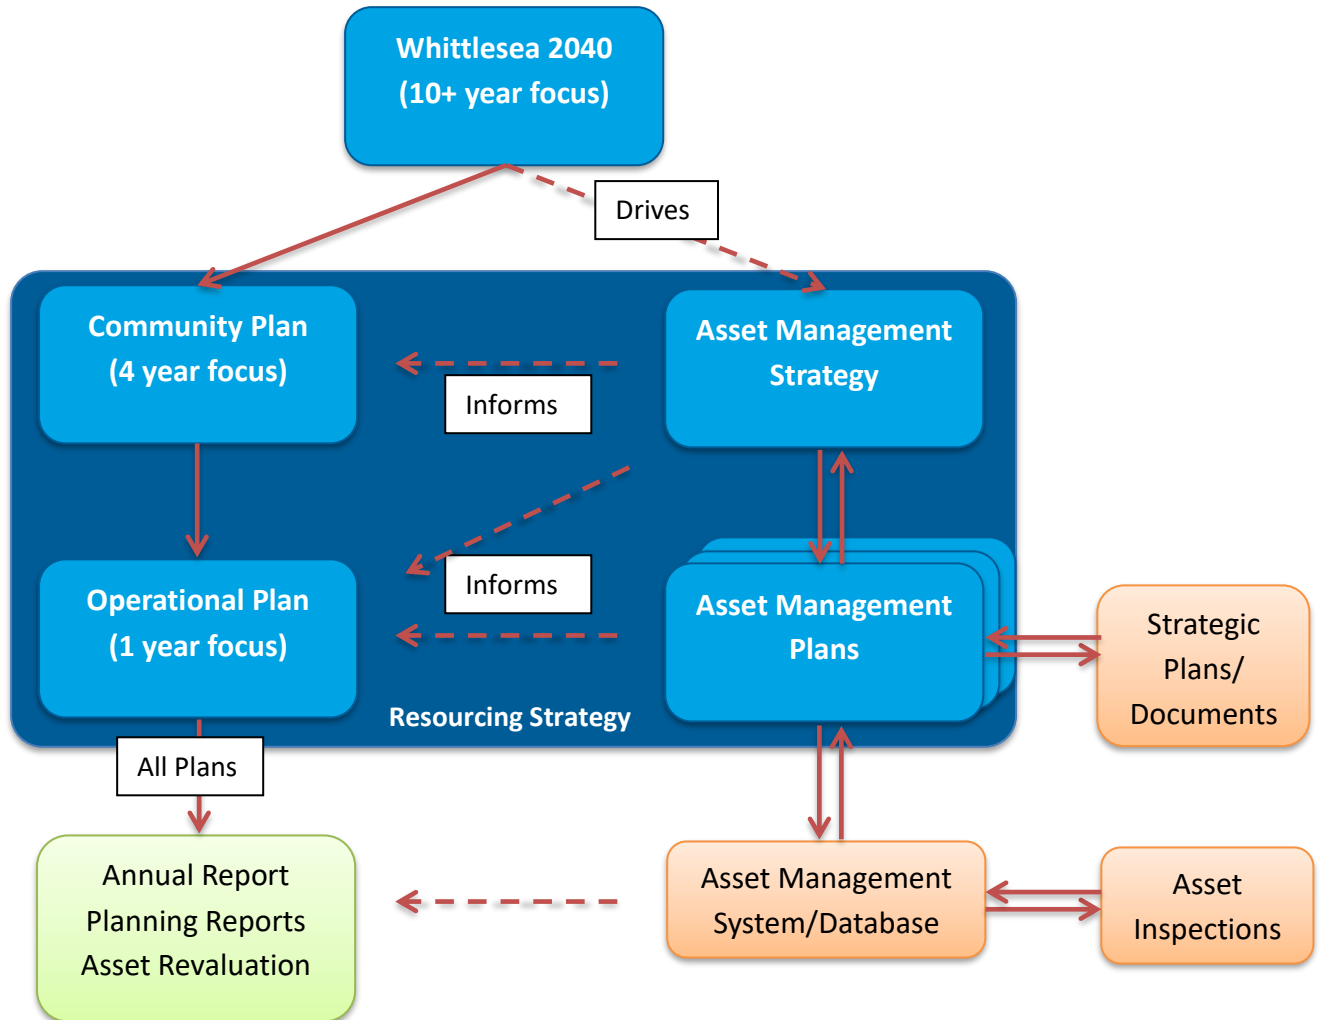 Whittlesea 2040
(10+ year focus)
Drives
Community Plan
(4 year focus)
Asset Management
Strategy
Informs
Operational Plan
(1 year focus)
Informs
Asset Management
Plans
Strategic
Plans/
Documents
Resourcing Strategy
All Plans
Annual Report
Planning Reports
Asset Revaluation
Asset Management
System/Database
Asset
Inspections